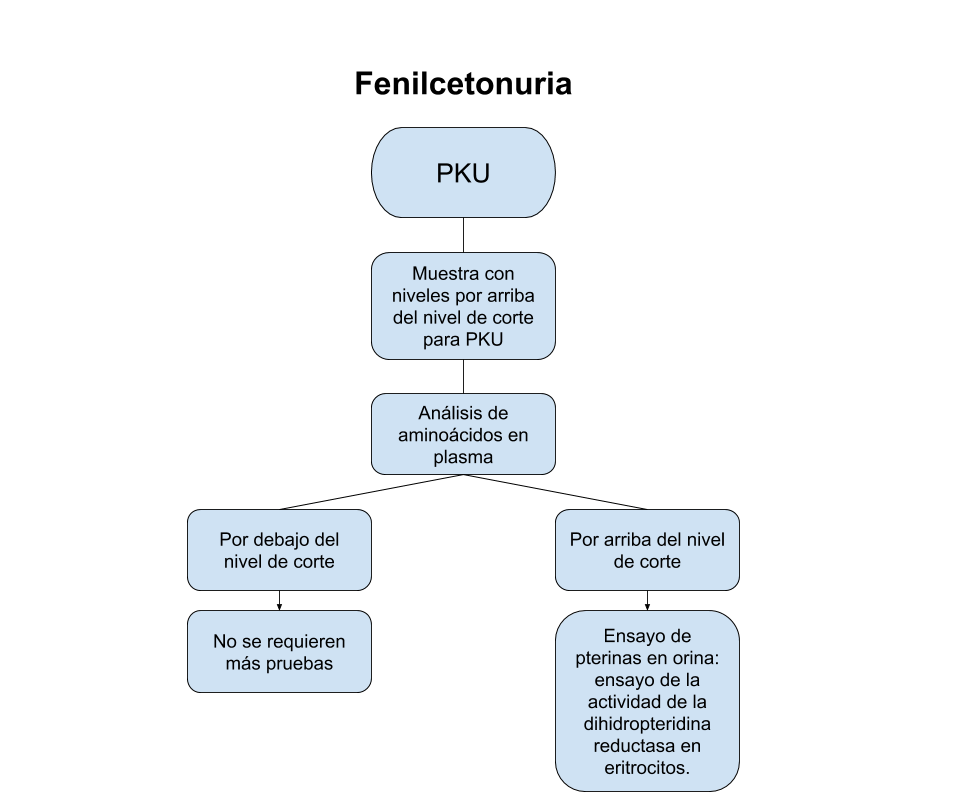 Fenilcetonuria
PKU
Muestra con
niveles por arriba
del nivel de corte
para PKU
Análisis de
aminoácidos en
plasma
Por debajo del
nivel de corte
Por arriba del nivel
de corte
No se requieren
más pruebas
Ensayo de
pterinas en orina:
ensayo de la
actividad de la
dihidropteridina
reductasa en
eritrocitos.